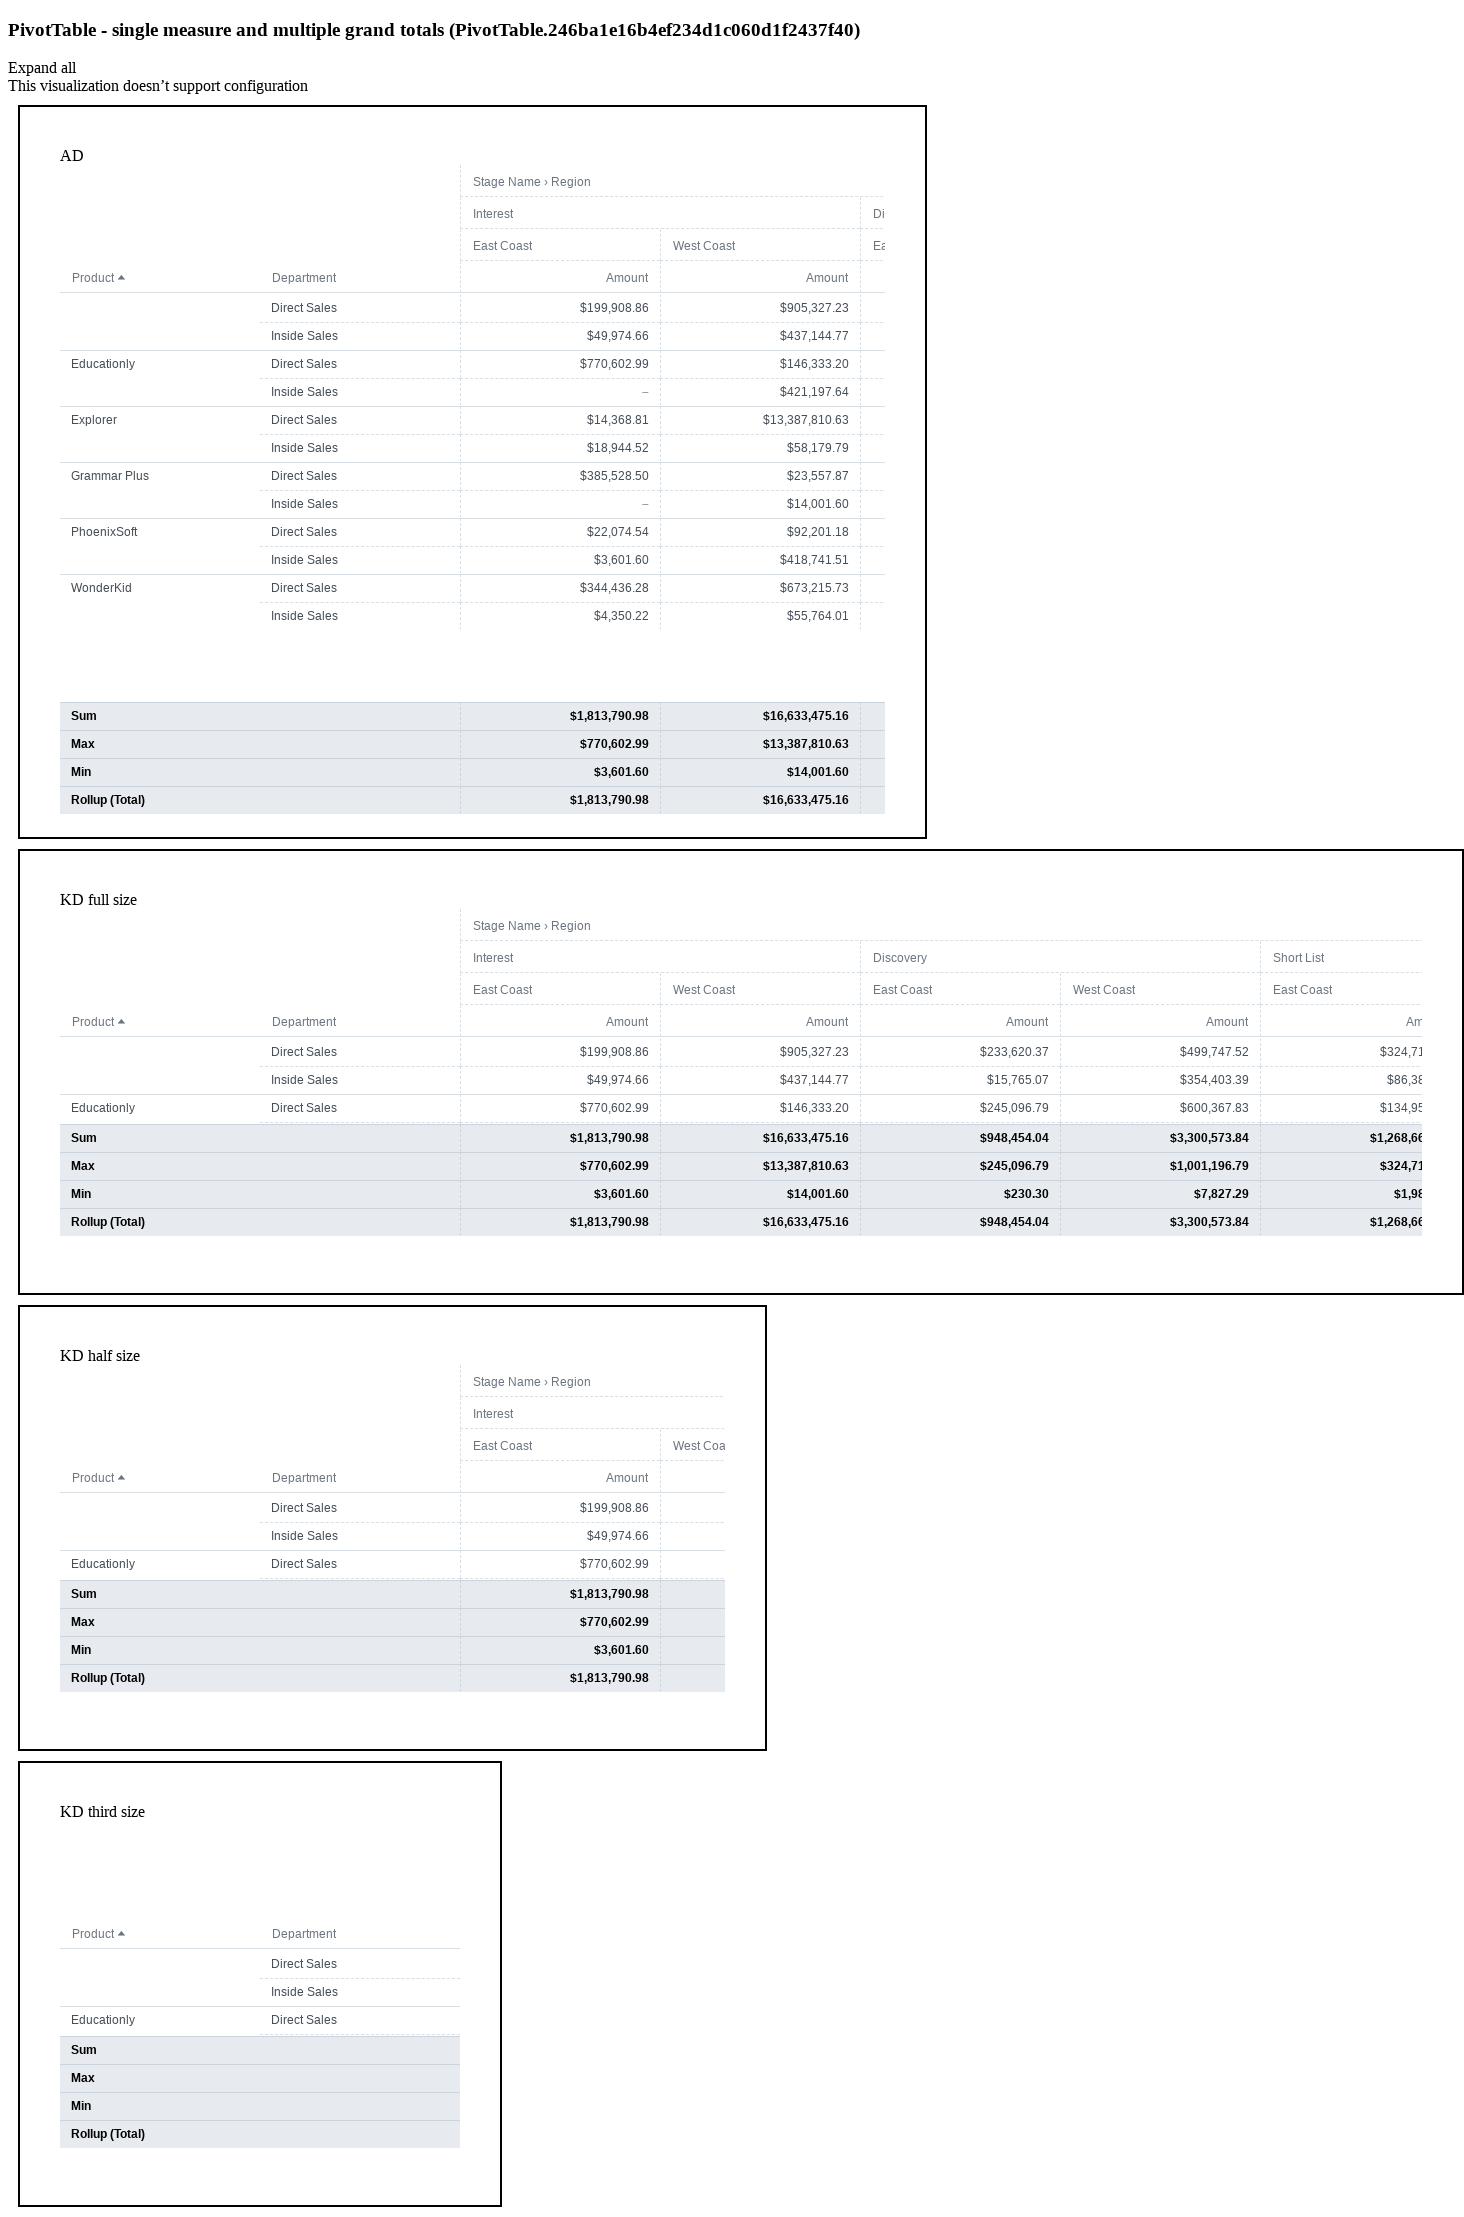 PivotTable - single measure and multiple grand totals (PivotTable.246ba1e16b4ef234d1c060d1f2437f40)
Expand all
This visualization doesn’t support configuration
AD
Stage Name › Region
Interest Di
East Coast West Coast Ea
Product Department Amount Amount
Direct Sales $199,908.86 $905,327.23
Inside Sales $49,974.66 $437,144.77
Educationly Direct Sales $770,602.99 $146,333.20
Inside Sales – $421,197.64
Explorer Direct Sales $14,368.81 $13,387,810.63
Inside Sales $18,944.52 $58,179.79
Grammar Plus Direct Sales $385,528.50 $23,557.87
Inside Sales – $14,001.60
PhoenixSoft Direct Sales $22,074.54 $92,201.18
Inside Sales $3,601.60 $418,741.51
WonderKid Direct Sales $344,436.28 $673,215.73
Inside Sales $4,350.22 $55,764.01
Sum $1,813,790.98 $16,633,475.16
Max $770,602.99 $13,387,810.63
Min $3,601.60 $14,001.60
Rollup (Total) $1,813,790.98 $16,633,475.16
KD full size
Stage Name › Region
Interest Discovery Short List
East Coast West Coast East Coast West Coast East Coast
Product Department Amount Amount Amount Amount Am
Direct Sales $199,908.86 $905,327.23 $233,620.37 $499,747.52 $324,71
Inside Sales $49,974.66 $437,144.77 $15,765.07 $354,403.39 $86,38
Educationly Direct Sales $770,602.99 $146,333.20 $245,096.79 $600,367.83 $134,95
Sum $1,813,790.98 $16,633,475.16 $948,454.04 $3,300,573.84 $1,268,66
Max $770,602.99 $13,387,810.63 $245,096.79 $1,001,196.79 $324,71
Min $3,601.60 $14,001.60 $230.30 $7,827.29 $1,98
Rollup (Total) $1,813,790.98 $16,633,475.16 $948,454.04 $3,300,573.84 $1,268,66
KD half size
Stage Name › Region
Interest
East Coast West Coa
Product Department Amount
Direct Sales $199,908.86
Inside Sales $49,974.66
Educationly Direct Sales $770,602.99
Sum $1,813,790.98
Max $770,602.99
Min $3,601.60
Rollup (Total) $1,813,790.98
KD third size
Product Department
Direct Sales
Inside Sales
Educationly Direct Sales
Sum
Max
Min
Rollup (Total)